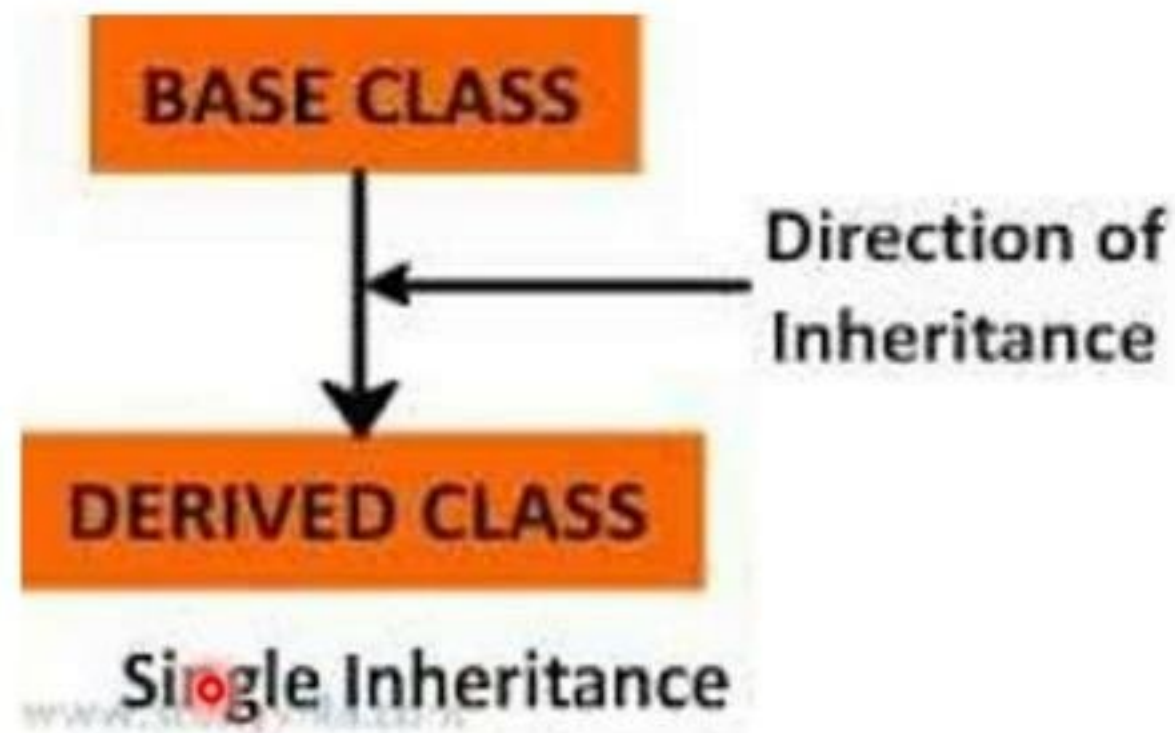 BASE CLASS
Direction of
Inheritance
DERIVED CLASS
Single Inheritance